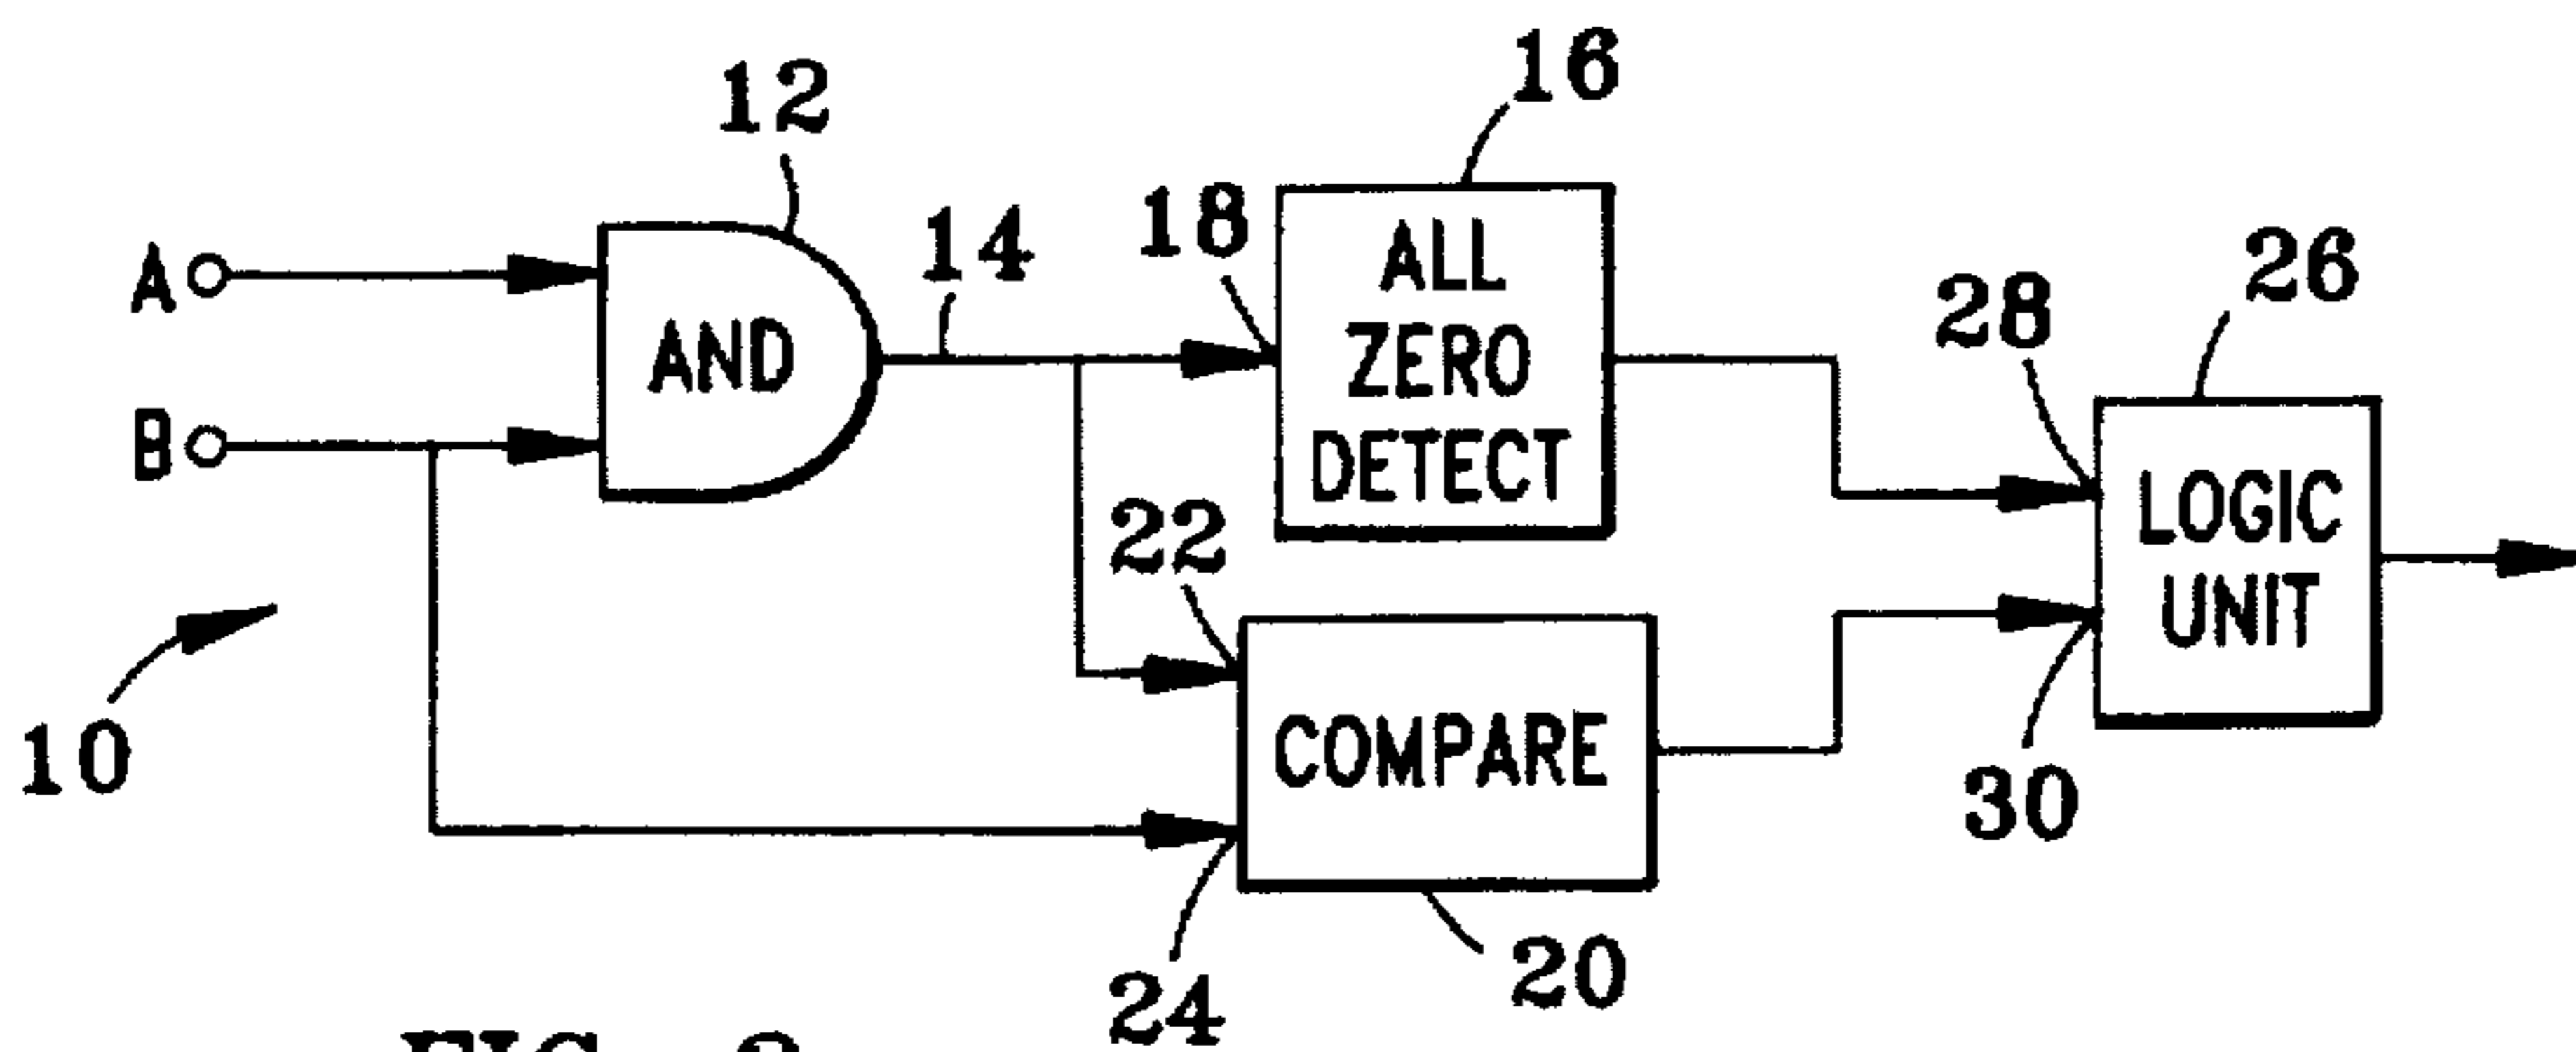 12
16
A
AND
14
18
ALL
ZERO
DETECT
B
28
26
LOGIC
UNIT
22
10
COMPARE
30
24
20